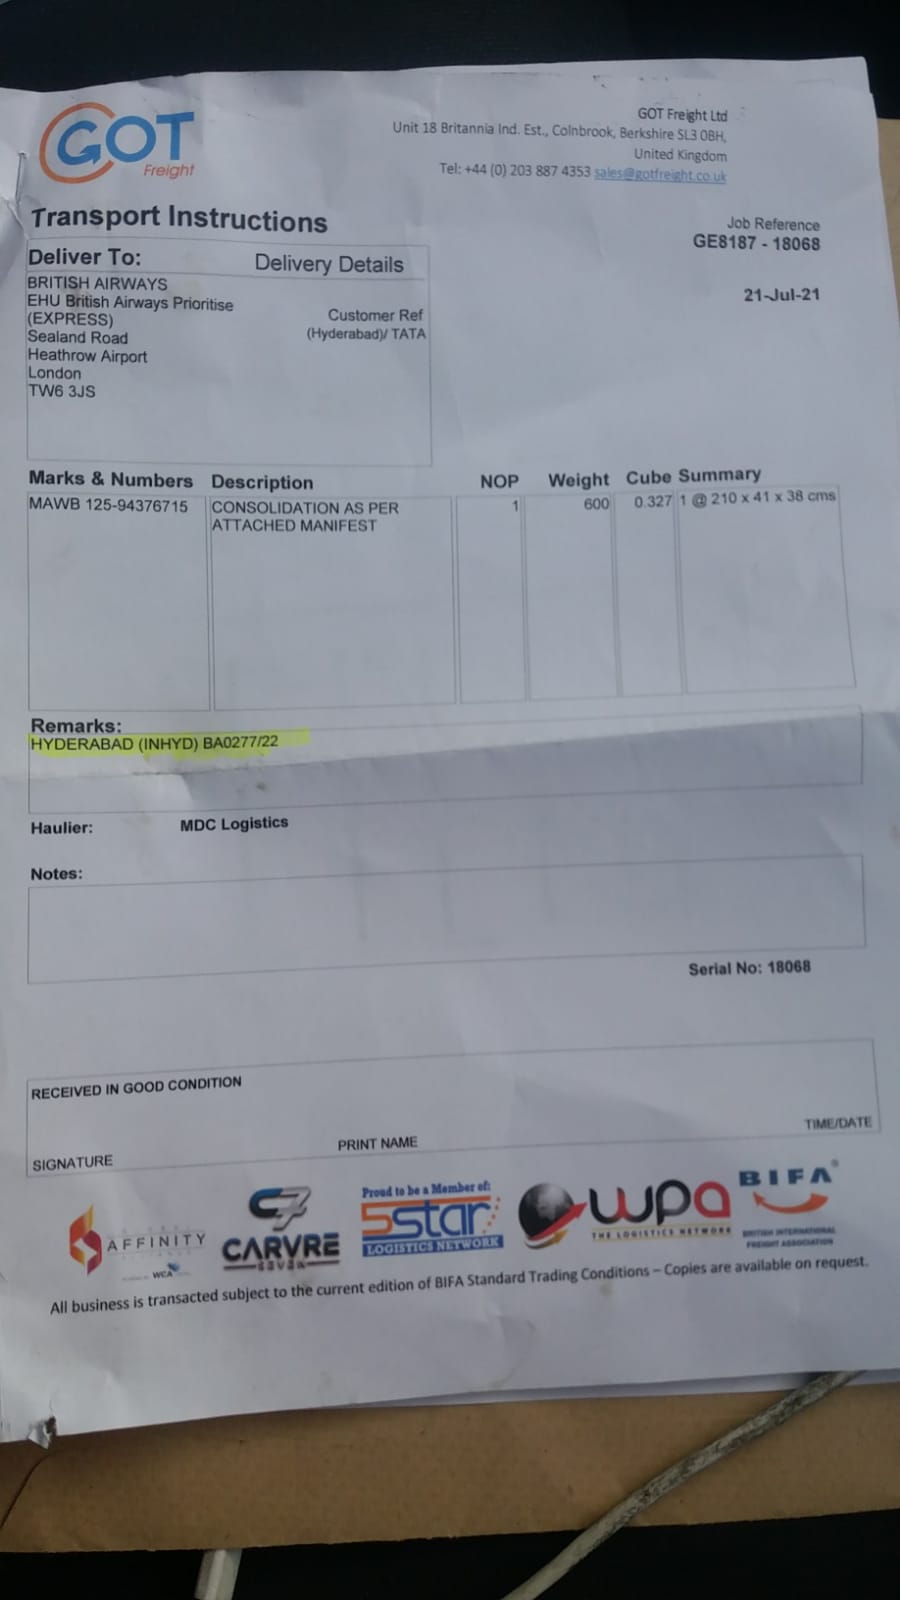 GOT
Freight
GOT Freight Ltd
Unit 18 Britannia Ind. Est., Colnbrook, Berkshire SL3 0BH,
United Kingdom
Tel: +44 (0) 203 887 4353 sales@gotfreight.co.uk
Transport Instructions
Job Reference
GE8187 - 18068
21-Jul-21
Deliver To: Delivery Details
BRITISH AIRWAYS
EHU British Airways Prioritise
(EXPRESS)
Sealand Road
Heathrow Airport
London
TW6 3JS
Customer Ref
(Hyderabad)/ TATA
Marks & Numbers Description NOP Weight Cube Summary
MAWB 125-94376715 CONSOLIDATION AS PER 1 600 0.327 1 @ 210 x 41 x 38 cms
ATTACHED MANIFEST
Remarks:
HYDERABAD (INHYD) BA0277/22
Haulier: MDC Logistics
Notes:
Serial No: 18068
RECEIVED IN GOOD CONDITION
SIGNATURE PRINT NAME TIME/DATE
AFFINITY
WCA
C7
CARVRE
SEVEN
Proud to be a Member of:
5star
LOGISTICS NETWORK
wpa
THE LOGISTICS NETWORK
BIFA®
BRITISH INTERNATIONAL
FREIGHT ASSOCIATION
All business is transacted subject to the current edition of BIFA Standard Trading Conditions – Copies are available on request.